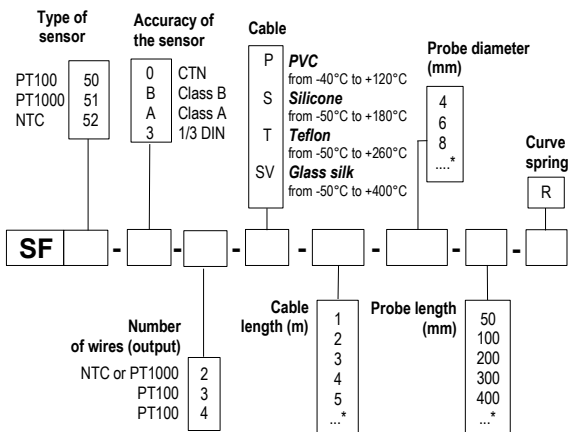 Type of
sensor
PT100 50
PT1000 51
NTC 52
Accuracy of
the sensor
0 CTN
B Class B
A Class A
3 1/3 DIN
Cable
P PVC
from -40°C to +120°C
S Silicone
from -50°C to +180°C
T Teflon
from -50°C to +260°C
SV Glass silk
from -50°C to +400°C
Probe diameter
(mm)
4
6
8
....*
Curve
spring
R
SF - - - - - - -
Number
of wires (output)
NTC or PT1000 2
PT100 3
PT100 4
Cable
length (m)
1
2
3
4
5
...*
Probe length
(mm)
50
100
200
300
400
...*